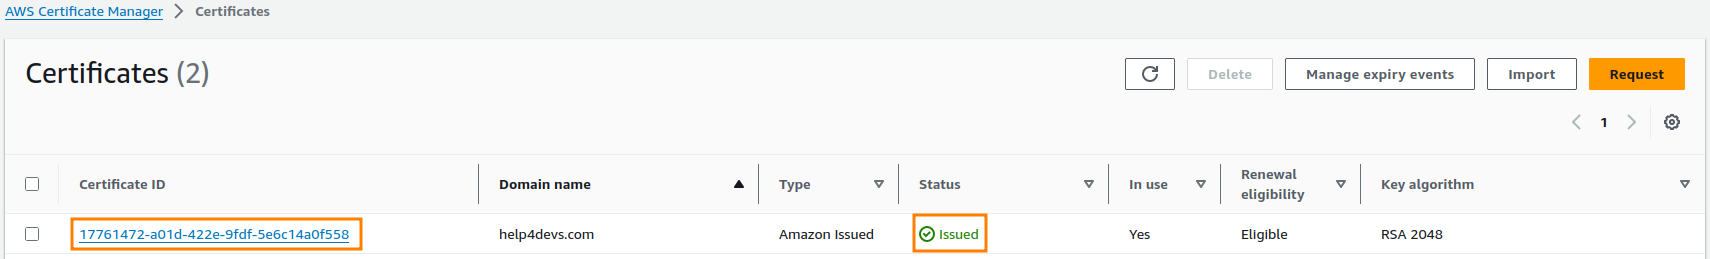 AWS Certificate Manager > Certificates
Certificates (2)
Delete
Manage expiry events
Import
Request
1
Certificate ID
Domain name
Type
Status
In use
Renewal
eligibility
Key algorithm
17761472-a01d-422e-9fdf-5e6c14a0f558
help4devs.com
Amazon Issued
Issued
Yes
Eligible
RSA 2048